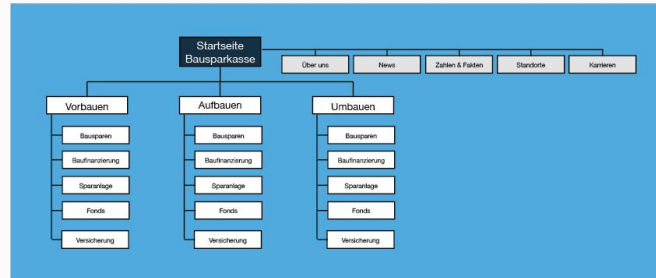 Startseite
Bausparkasse
Über uns
News
Zahlen & Fakten
Standorte
Karrieren
Vorbauen
Aufbauen
Umbauen
Bausparen
Bausparen
Bausparen
Baufinanzierung
Baufinanzierung
Baufinanzierung
Sparanlage
Sparanlage
Sparanlage
Fonds
Fonds
Fonds
Versicherung
Versicherung
Versicherung